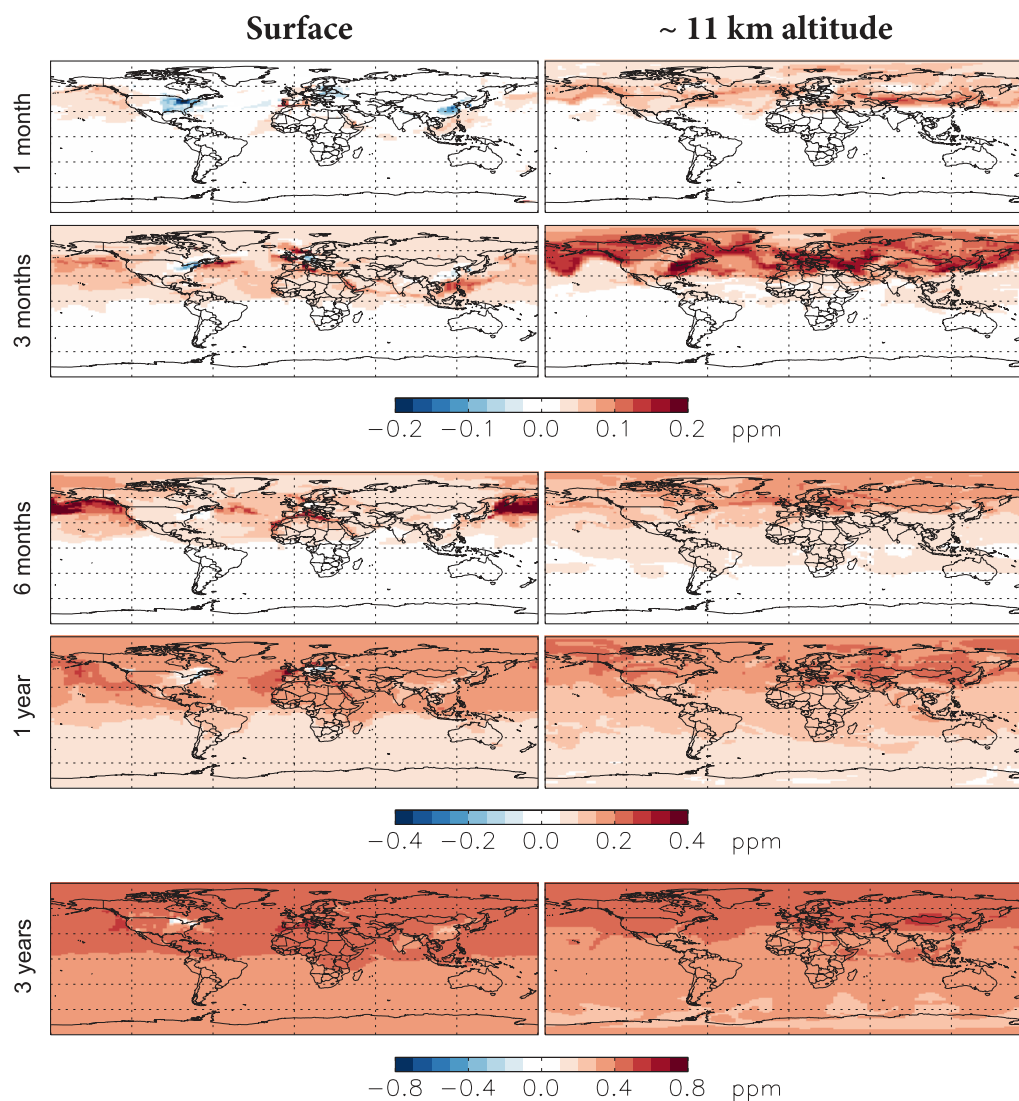 Surface
~ 11 km altitude
1 month
3 months
−0.2 −0.1 0.0 0.1 0.2 ppm
6 months
1 year
−0.4 −0.2 0.0 0.2 0.4 ppm
3 years
−0.8 −0.4 0.0 0.4 0.8 ppm